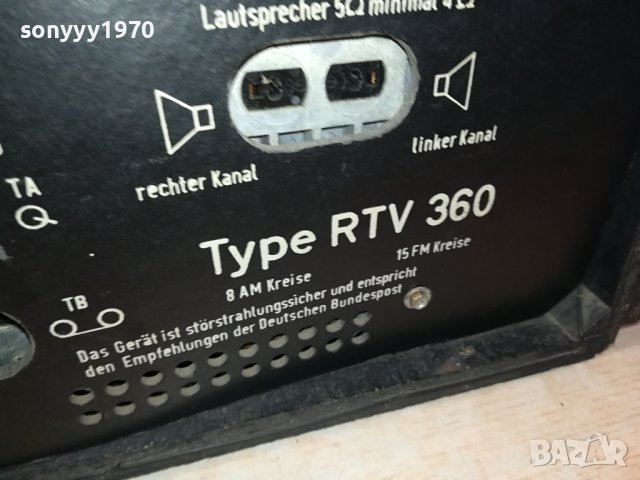 sonyyy1970
Lautsprecher 5Ω minimal 4Ω
TA
rechter Kanal
linker Kanal
Type RTV 360
8 AM Kreise
15 FM Kreise
TB
Das Gerät ist störstrahlungssicher und entspricht
den Empfehlungen der Deutschen Bundespost
BAZAR
bg